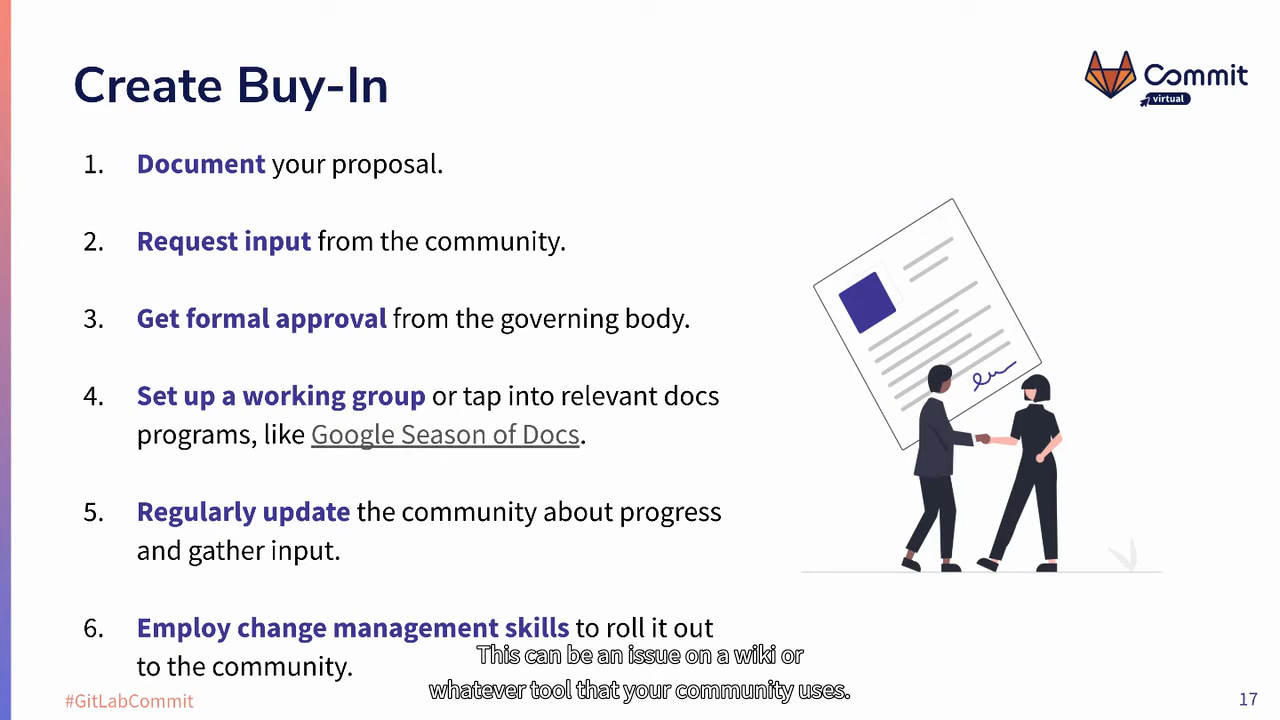 Create Buy-In
Commit
virtual
1. Document your proposal.
2. Request input from the community.
3. Get formal approval from the governing body.
4. Set up a working group or tap into relevant docs
programs, like Google Season of Docs.
5. Regularly update the community about progress
and gather input.
6. Employ change management skills to roll it out
to the community.
This can be an issue on a wiki or
whatever tool that your community uses.
#GitLabCommit
17